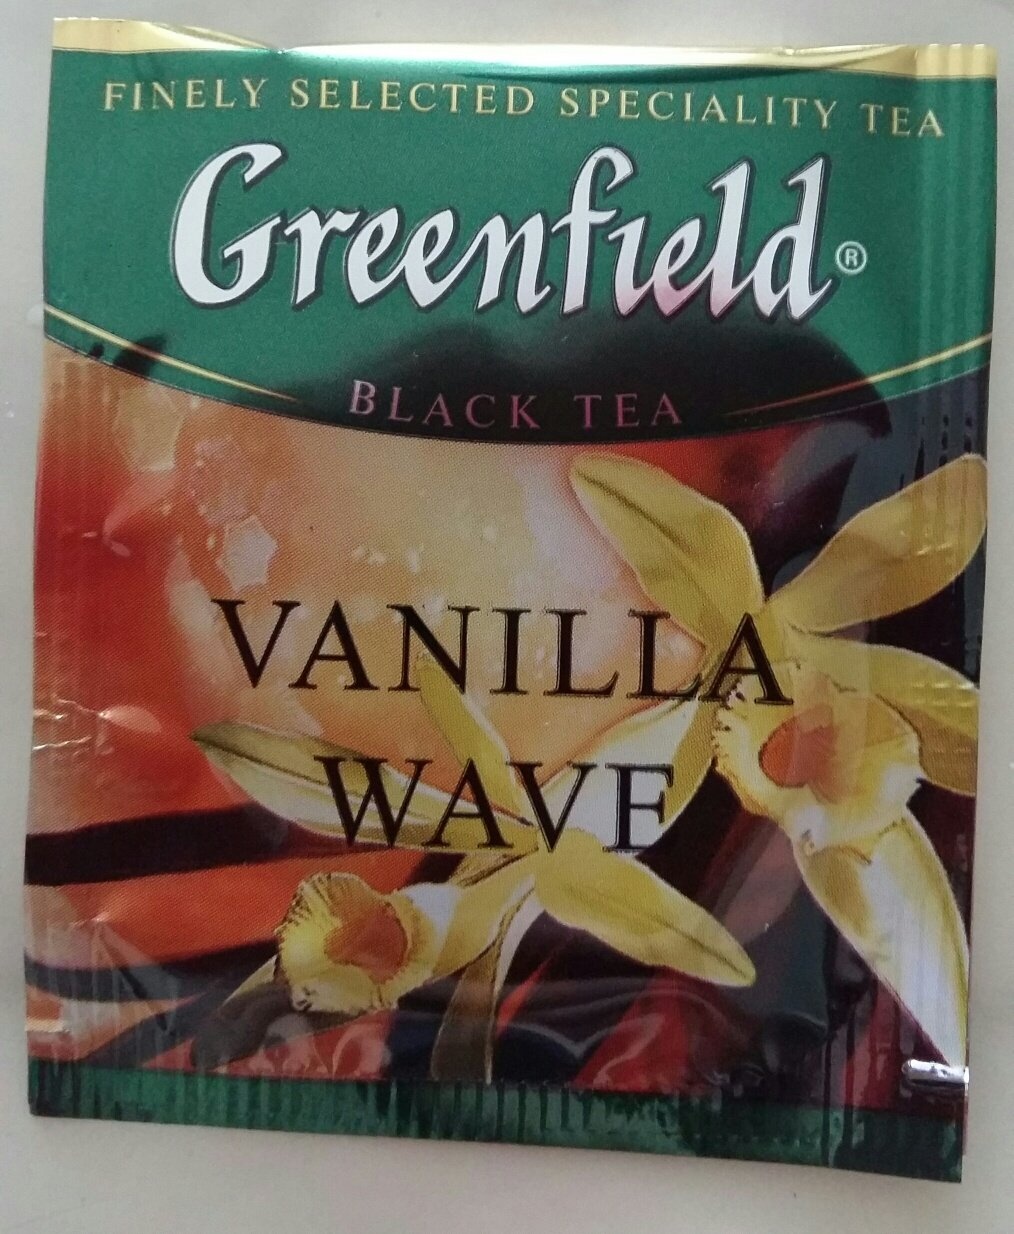 FINELY SELECTED SPECIALITY TEA
Greenfield®
BLACK TEA
VANILLA
WAVE